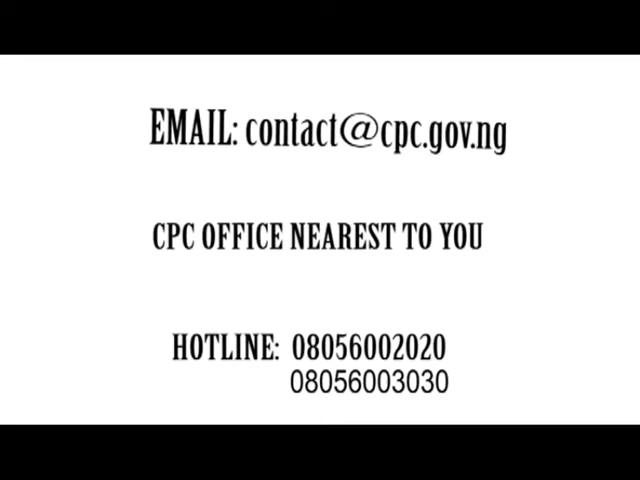 EMAIL: contact@cpc.gov.ng
CPC OFFICE NEAREST TO YOU
HOTLINE: 08056002020
08056003030